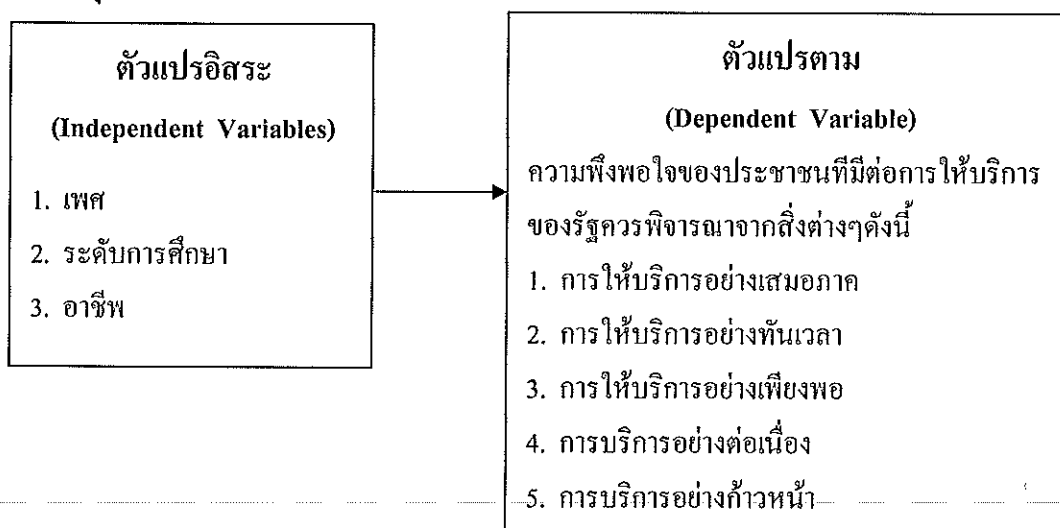 ตัวแปรอิสระ
(Independent Variables)
1. เพศ
2. ระดับการศึกษา
3. อาชีพ
ตัวแปรตาม
(Dependent Variable)
ความพึงพอใจของประชาชนที่มีต่อการให้บริการ
ของรัฐควรพิจารณาจากสิ่งต่างๆดังนี้
1. การให้บริการอย่างเสมอภาค
2. การให้บริการอย่างทันเวลา
3. การให้บริการอย่างเพียงพอ
4. การบริการอย่างต่อเนื่อง
5. การบริการอย่างก้าวหน้า